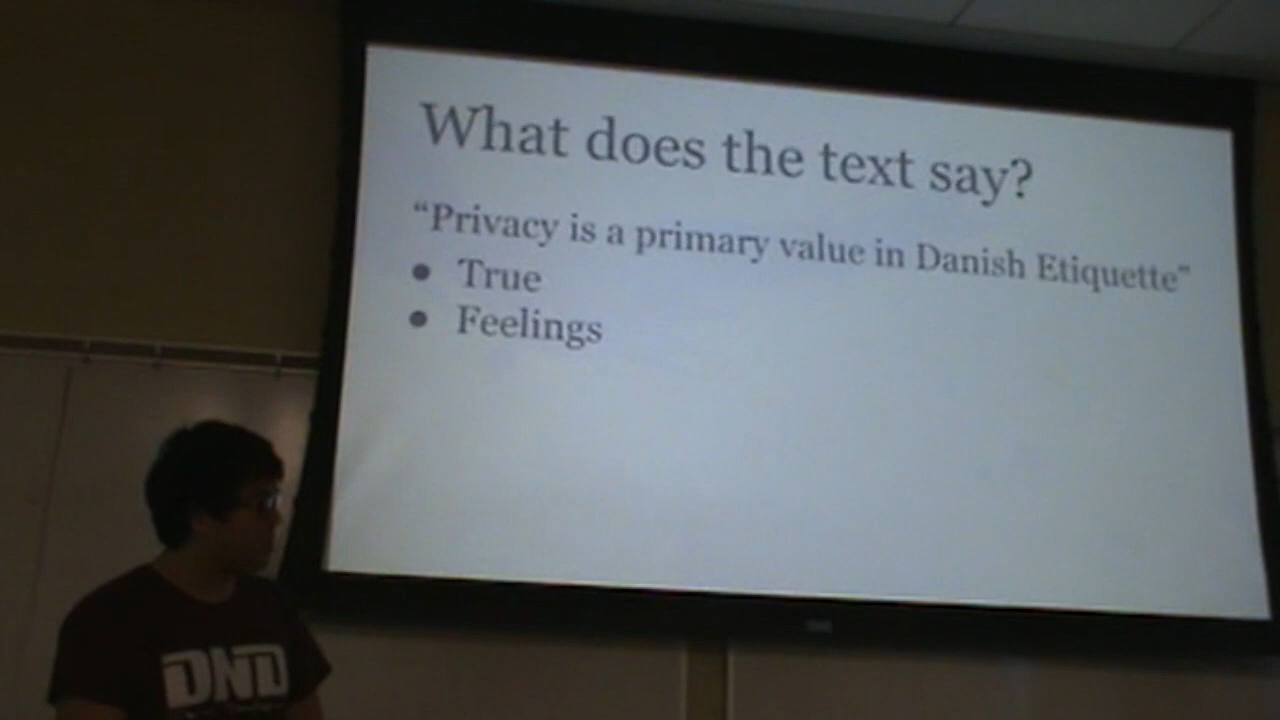 What does the text say?
“Privacy is a primary value in Danish Etiquette”
● True
● Feelings
DND